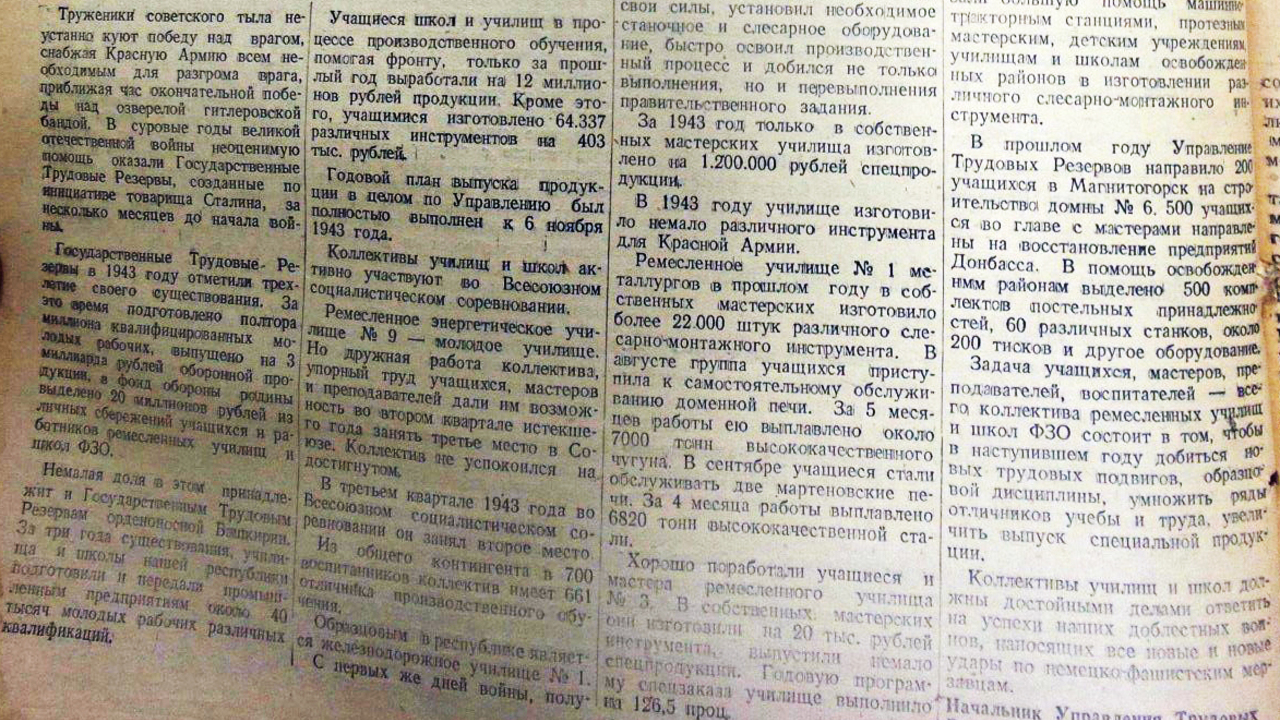 Труженики советского тыла не-
устанно куют победу над врагом,
снабжая Красную Армию всем не-
обходимым для разгрома врага,
приближая час окончательной побе-
ды над озверелой гитлеровской
бандой. В суровые годы великой
отечественной войны неоценимую
помощь оказали Государственные
Трудовые Резервы, созданные по
инициативе товарища Сталина, за
несколько месяцев до начала вой-
ны.
Государственные Трудовые Ре-
зервы в 1943 году отметили трех-
летие своего существования. За
это время подготовлено полтора
миллиона квалифицированных мо-
лодых рабочих, выпущено на 3
миллиарда рублей оборонной про-
дукции, в фонд обороны родины
выделено 20 миллионов рублей из
личных сбережений учащихся и ра-
ботников ремесленных училищ и
школ ФЗО.
Немалая доля в этом принадле-
жит и Государственным Трудовым
Резервам орденоносной Башкирии.
За три года существования, учили-
ща и школы нашей республики
подготовили и передали промыш-
ленным предприятиям около 40
тысяч молодых рабочих различных
квалификаций.
Учащиеся школ и училищ в про-
цессе производственного обучения,
помогая фронту, только за прош-
лый год выработали на 12 миллио-
нов рублей продукции. Кроме это-
го, учащимися изготовлено 64.337
различных инструментов на 403
тыс. рублей.
Годовой план выпуска продук-
ции в целом по Управлению был
полностью выполнен к 6 ноября
1943 года.
Коллективы училищ и школ ак-
тивно участвуют во Всесоюзном
социалистическом соревновании.
Ремесленное энергетическое учи-
лище № 9 — молодое училище.
Но дружная работа коллектива,
упорный труд учащихся, мастеров
и преподавателей дали им возмож-
ность во втором квартале истекше-
го года занять третье место в Со-
юзе. Коллектив не успокоился на
достигнутом.
В третьем квартале 1943 года во
Всесоюзном социалистическом со-
ревновании он занял второе место.
Из общего контингента в 700
воспитанников коллектив имеет 661
отличника производственного обу-
чения.
Образцовым в республике являет-
ся железнодорожное училище № 1.
С первых же дней войны, полу-
свои силы, установил необходимое
станочное и слесарное оборудова-
ние, быстро освоил производствен-
ный процесс и добился не только
выполнения, но и перевыполнения
правительственного задания.
За 1943 год только в собствен-
ных мастерских училища изготов-
лено на 1.200.000 рублей спецпро-
дукции.
В 1943 году училище изготови-
ло немало различного инструмента
для Красной Армии.
Ремесленное училище № 1 ме-
таллургов в прошлом году в соб-
ственных мастерских изготовило
более 22.000 штук различного сле-
сарно-монтажного инструмента. В
августе группа учащихся присту-
пила к самостоятельному обслужи-
ванию доменной печи. За 5 меся-
цев работы ею выплавлено около
7000 тонн высококачественного
чугуна. В сентябре учащиеся стали
обслуживать две мартеновские пе-
чи. За 4 месяца работы выплавлено
6820 тонн высококачественной ста-
ли.
Хорошо поработали учащиеся и
мастера ремесленного училища
№ 3. В собственных мастерских
они изготовили на 20 тыс. рублей
инструмента, выпустили немало
спецпродукции. Годовую програм-
му спецзаказа училище выполнило
на 126,5 проц.
большую помощь машинно-
тракторным станциями, протезным
мастерским, детским учреждениям,
училищам и школам освобожден-
ных районов в изготовлении раз-
личного слесарно-монтажного ин-
струмента.
В прошлом году Управление
Трудовых Резервов направило 200
учащихся в Магнитогорск на стро-
ительство домны № 6. 500 учащих-
ся во главе с мастерами направле-
ны на восстановление предприятий
Донбасса. В помощь освобожден-
ным районам выделено 500 комп-
лектов постельных принадлежно-
стей, 60 различных станков, около
200 тисков и другое оборудование.
Задача учащихся, мастеров, пре-
подавателей, воспитателей — все-
го коллектива ремесленных училищ
и школ ФЗО состоит в том, чтобы
в наступившем году добиться но-
вых трудовых подвигов, образцо-
вой дисциплины, умножить ряды
отличников учебы и труда, увели-
чить выпуск специальной продук-
ции.
Коллективы училищ и школ дол-
жны достойными делами ответить
на успехи наших доблестных вои-
нов, наносящих все новые и новые
удары по немецко-фашистским мер-
завцам.
Начальник Управления Трудовых